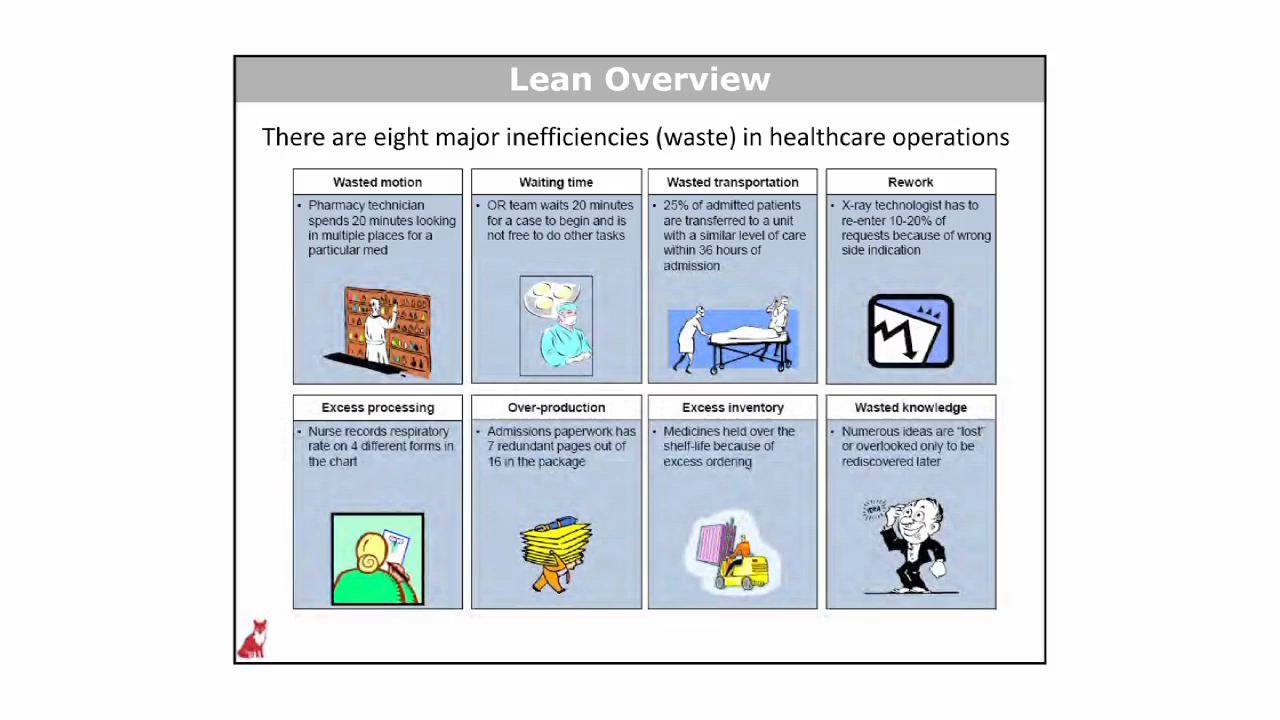 Lean Overview
There are eight major inefficiencies (waste) in healthcare operations
Wasted motion
• Pharmacy technician
spends 20 minutes looking
in multiple places for a
particular med
Waiting time
• OR team waits 20 minutes
for a case to begin and is
not free to do other tasks
Wasted transportation
• 25% of admitted patients
are transferred to a unit
with a similar level of care
within 36 hours of
admission
Rework
• X-ray technologist has to
re-enter 10-20% of
requests because of wrong
side indication
Excess processing
• Nurse records respiratory
rate on 4 different forms in
the chart
Over-production
• Admissions paperwork has
7 redundant pages out of
16 in the package
Excess inventory
• Medicines held over the
shelf-life because of
excess ordering
Wasted knowledge
• Numerous ideas are “lost”
or overlooked only to be
rediscovered later
IDEA